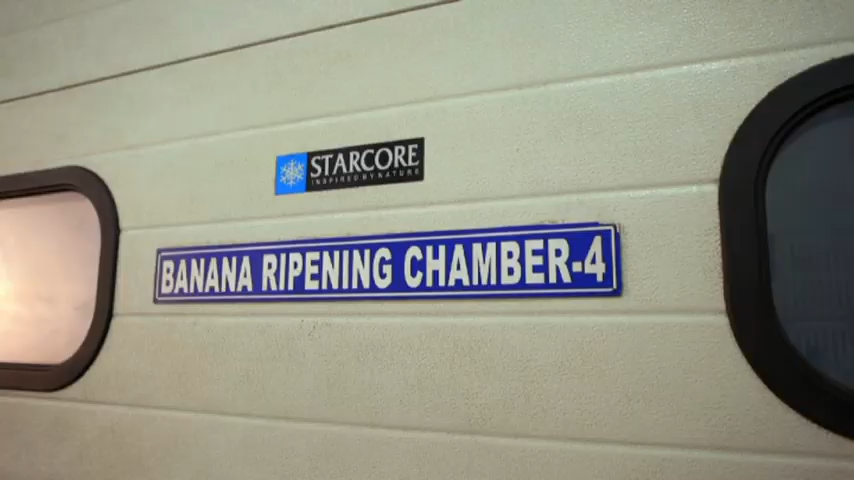 STARCORE
INSPIRED BY NATURE
BANANA RIPENING CHAMBER-4